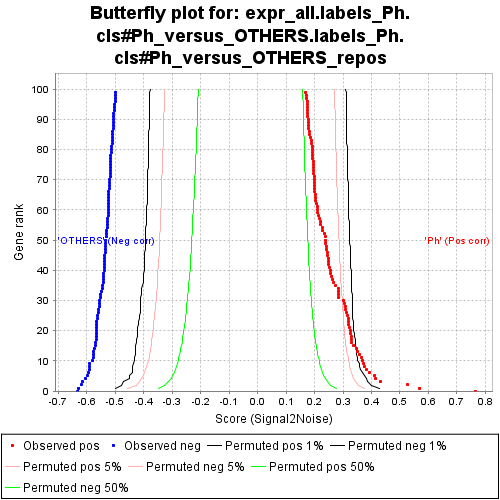 Butterfly plot for: expr_all.labels_Ph.
cls#Ph_versus_OTHERS.labels_Ph.
cls#Ph_versus_OTHERS_repos
100
90
80
70
60
50
40
30
20
10
0
Gene rank
'OTHERS' (Neg corr)
'Ph' (Pos corr)
-0.7 -0.6 -0.5 -0.4 -0.3 -0.2 -0.1 0.0 0.1 0.2 0.3 0.4 0.5 0.6 0.7 0.8
Score (Signal2Noise)
Observed pos Observed neg Permuted pos 1% Permuted neg 1%
Permuted pos 5% Permuted neg 5% Permuted pos 50%
Permuted neg 50%